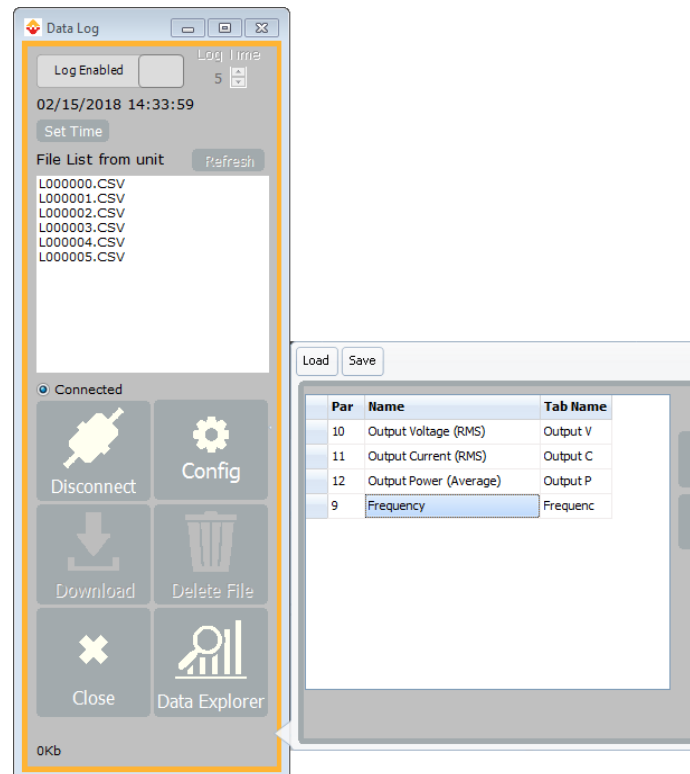 Data Log
Log Enabled
Log Time
5
02/15/2018 14:33:59
Set Time
File List from unit
Refresh
L000000.CSV
L000001.CSV
L000002.CSV
L000003.CSV
L000004.CSV
L000005.CSV
Connected
Disconnect
Config
Download
Delete File
Close
Data Explorer
0Kb
Load
Save
Par Name Tab Name
10 Output Voltage (RMS) Output V
11 Output Current (RMS) Output C
12 Output Power (Average) Output P
9 Frequency Frequenc